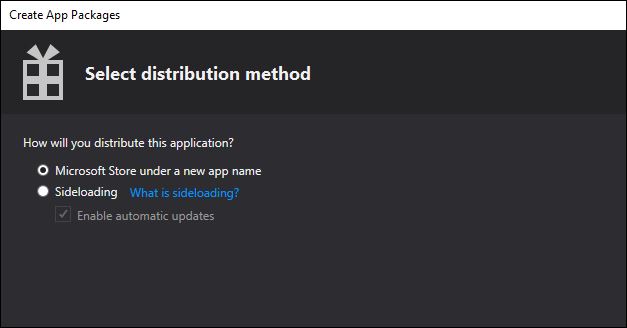 Create App Packages
Select distribution method
How will you distribute this application?
Microsoft Store under a new app name
Sideloading What is sideloading?
Enable automatic updates